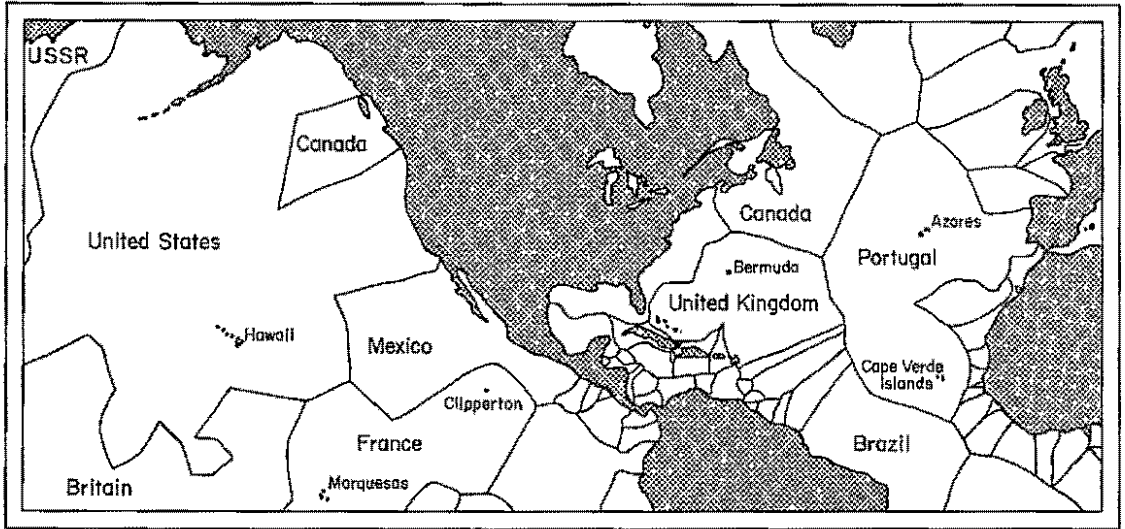 USSR
Canada
United States
Hawaii
Mexico
Clipperton
France
Marquesas
Britain
Canada
Bermuda
United Kingdom
Azores
Portugal
Cape Verde
Islands
Brazil